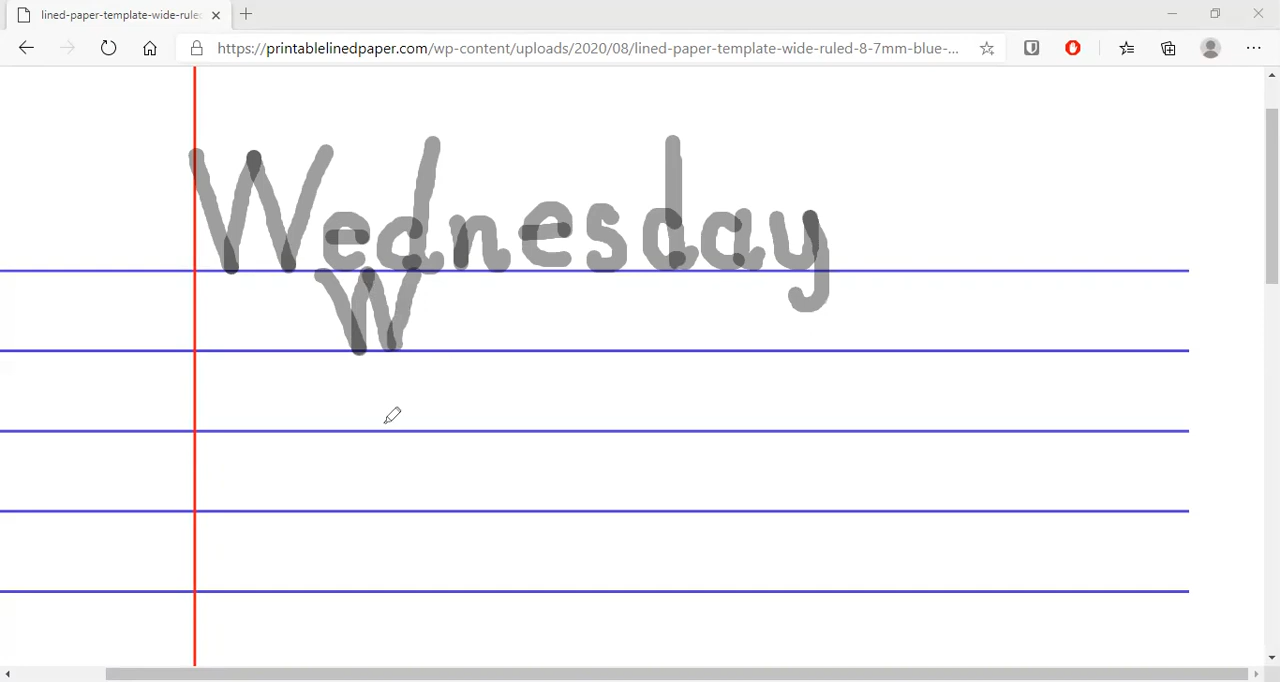 lined-paper-template-wide-rule
https://printablelinedpaper.com/wp-content/uploads/2020/08/lined-paper-template-wide-ruled-8-7mm-blue-...
Wednesday
W